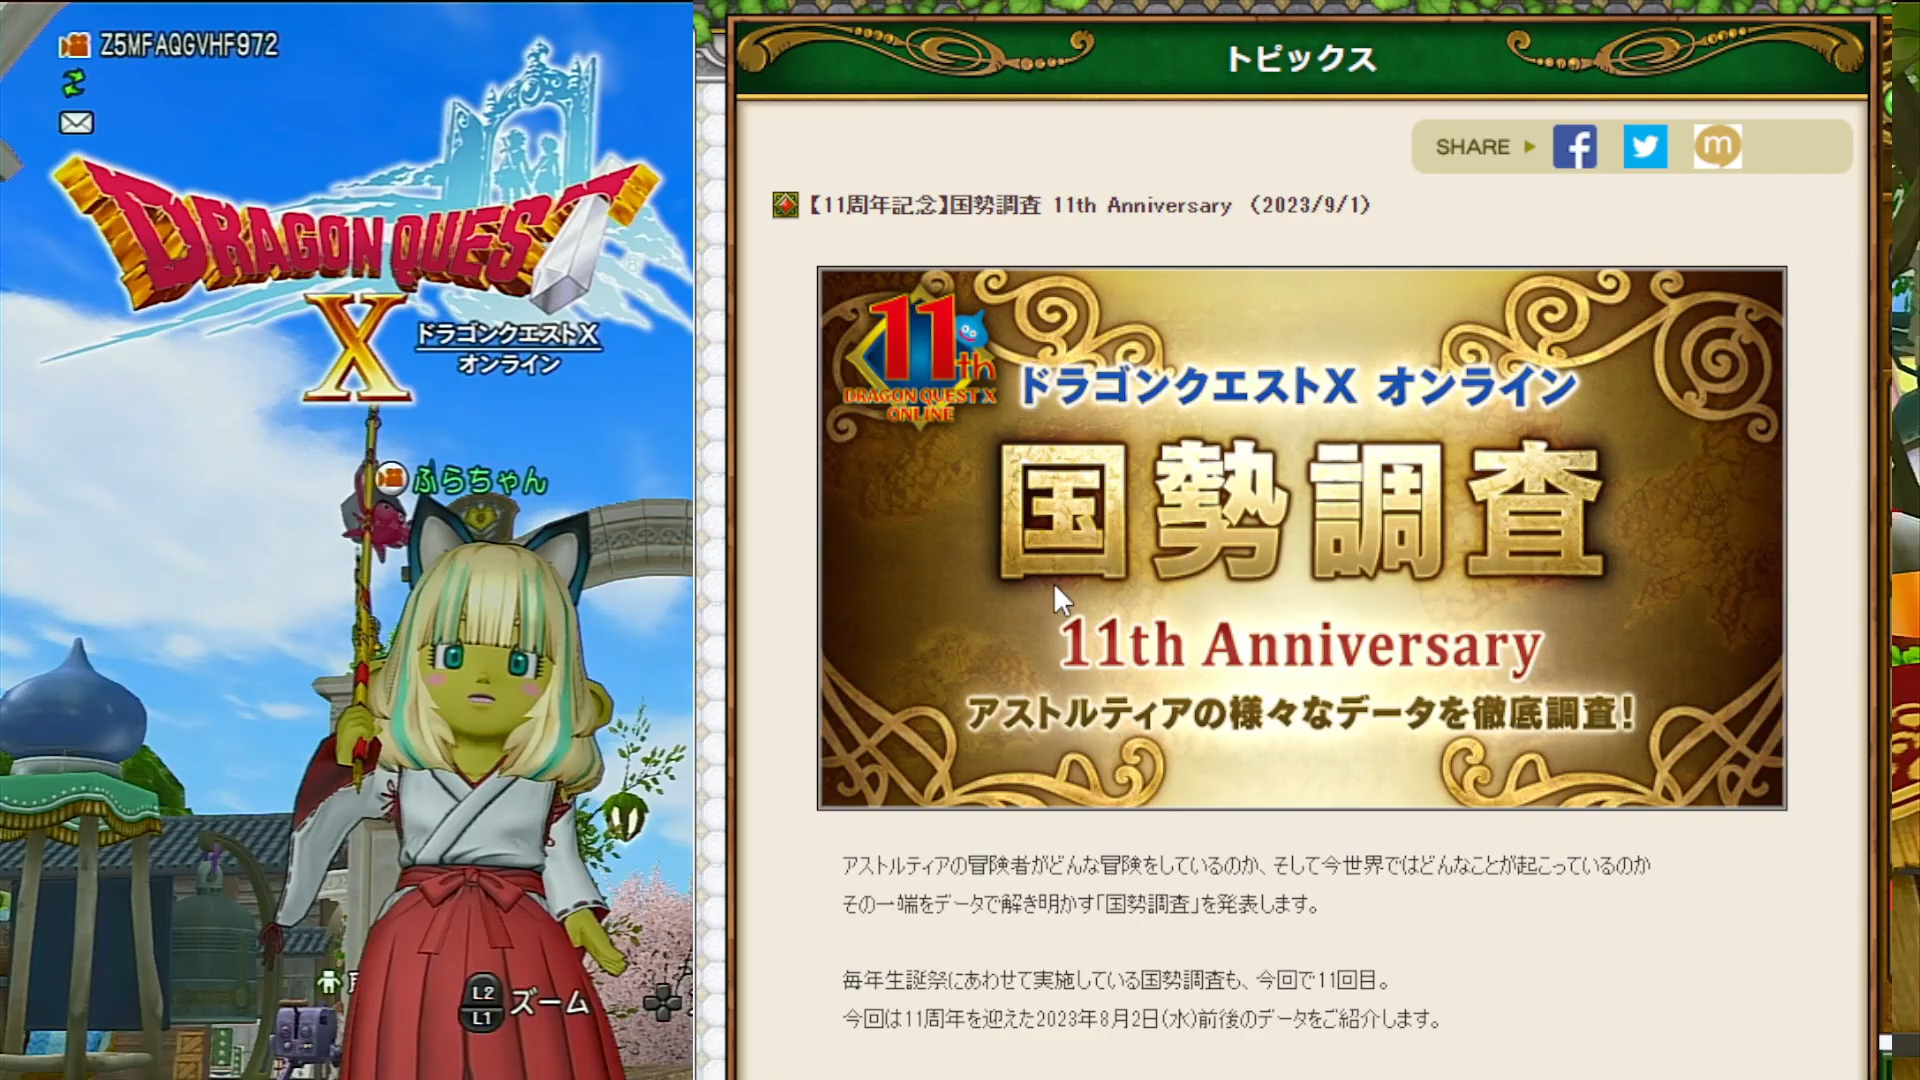 Z5MFAQGVHF972
DRAGON QUEST
X
ドラゴンクエストX
オンライン
ふらちゃん
L2
L1
ズーム
トピックス
SHARE
【11周年記念】国勢調査 11th Anniversary （2023/9/1）
11th
DRAGON QUEST X
ONLINE
ドラゴンクエストX オンライン
国勢調査
11th Anniversary
アストルティアの様々なデータを徹底調査！
アストルティアの冒険者がどんな冒険をしているのか、そして今世界ではどんなことが起こっているのか
その一端をデータで解き明かす「国勢調査」を発表します。
毎年生誕祭にあわせて実施している国勢調査も、今回で11回目。
今回は11周年を迎えた2023年8月2日(水)前後のデータをご紹介します。